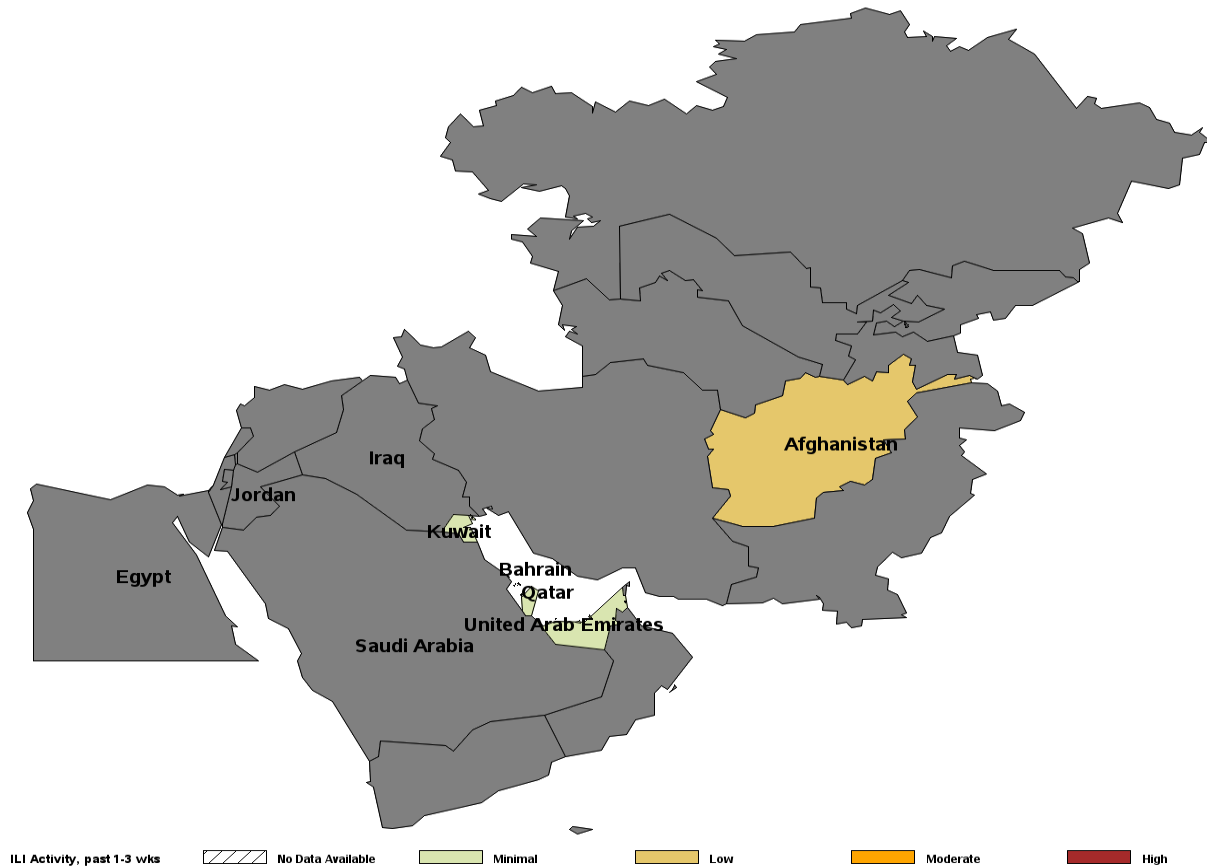 Afghanistan
Iraq
Jordan
Kuwait
Bahrain
Egypt
Qatar
United Arab Emirates
Saudi Arabia
ILI Activity, past 1-3 wks No Data Available Minimal Low Moderate High